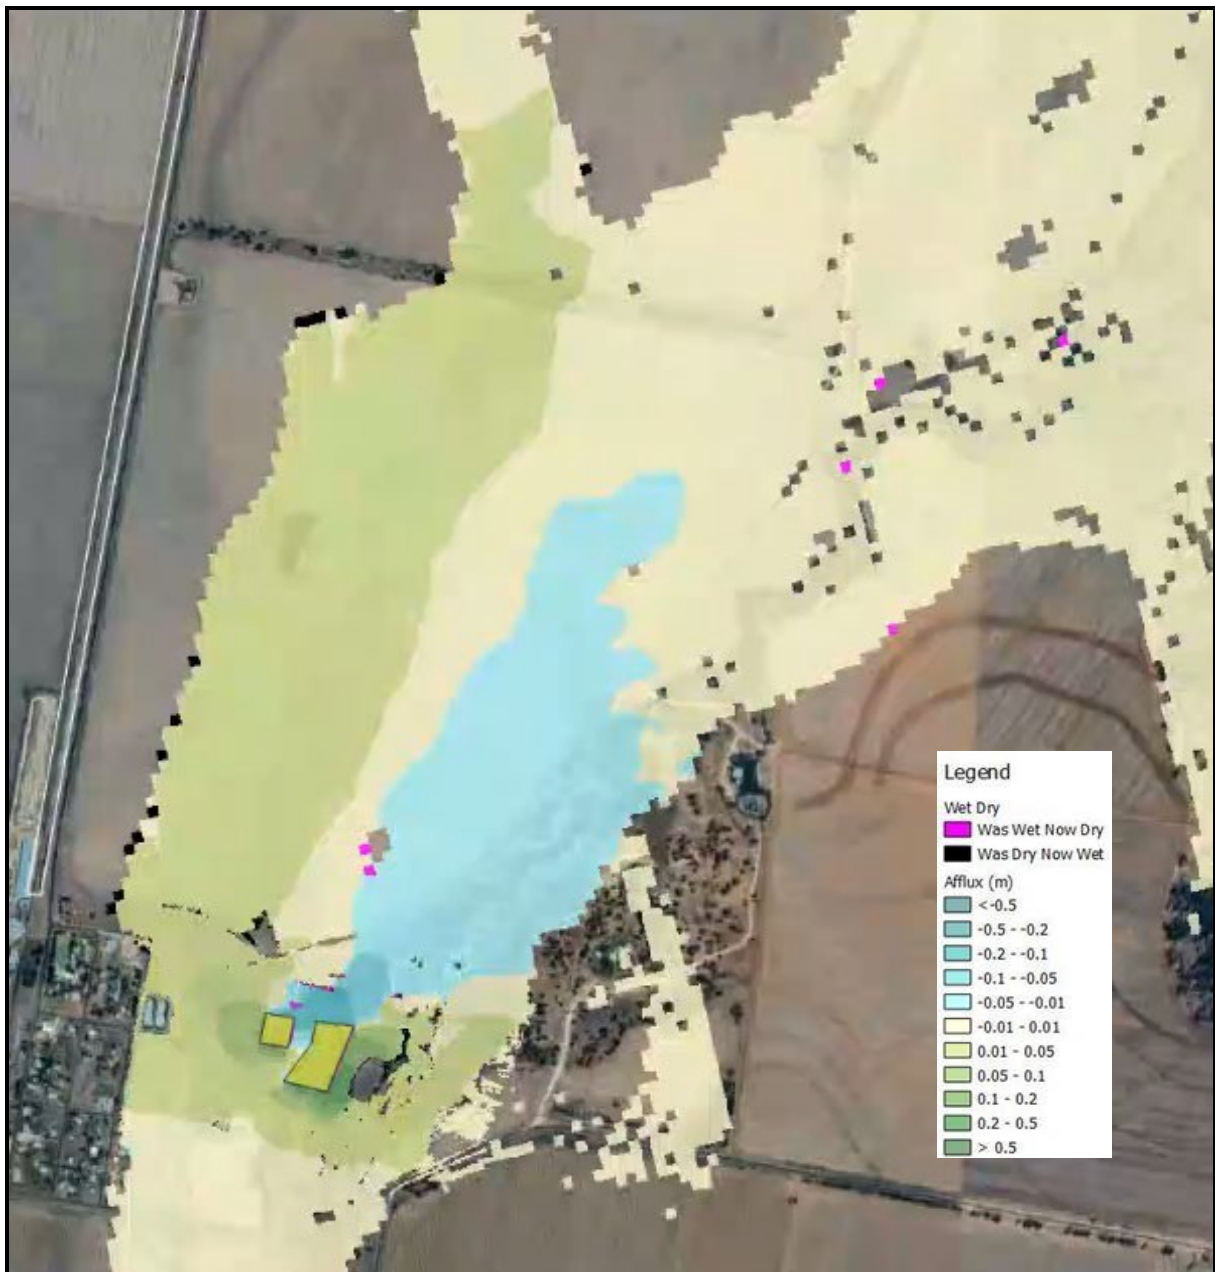 Legend
Wet Dry
Was Wet Now Dry
Was Dry Now Wet
Afflux (m)
<-0.5
-0.5 - -0.2
-0.2 - -0.1
-0.1 - -0.05
-0.05 - -0.01
-0.01 - 0.01
0.01 - 0.05
0.05 - 0.1
0.1 - 0.2
0.2 - 0.5
> 0.5